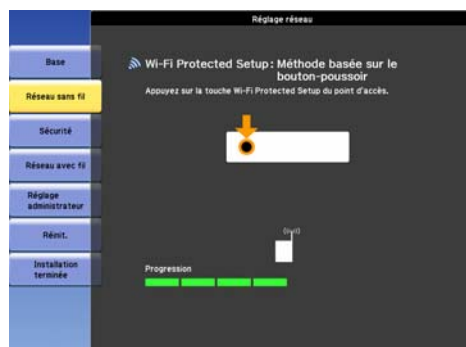 Réglage réseau
Base
Réseau sans fil
Sécurité
Réseau avec fil
Réglage
administrateur
Réinit.
Installation
terminée
Wi-Fi Protected Setup: Méthode basée sur le
bouton-poussoir
Appuyez sur la touche Wi-Fi Protected Setup du point d'accès.
Progression